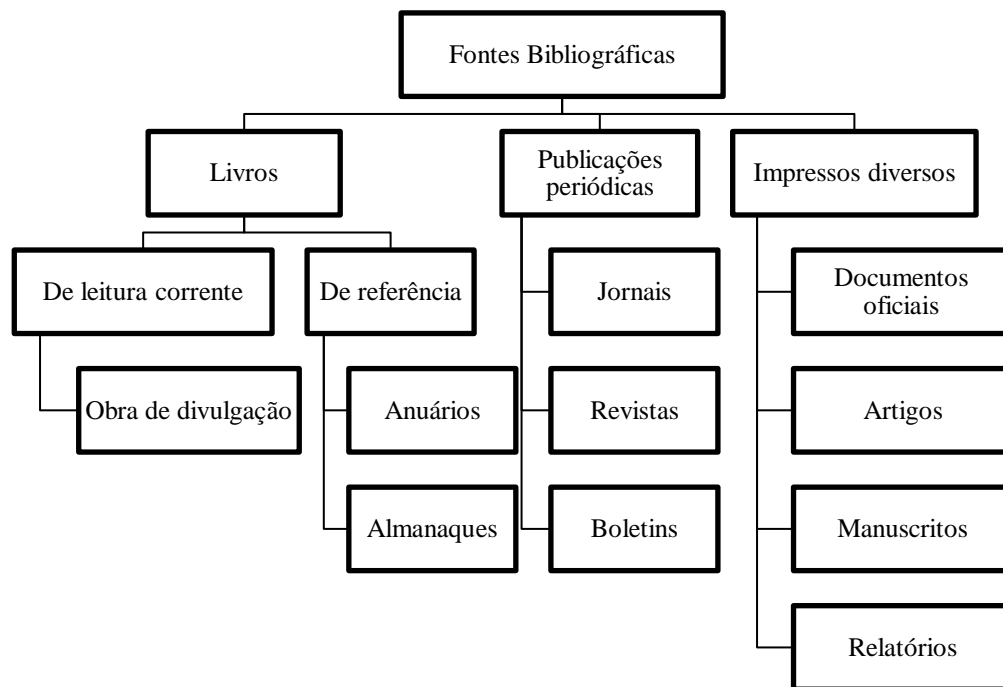 Fontes Bibliográficas
Livros
Publicações
periódicas
Impressos diversos
De leitura corrente
De referência
Jornais
Documentos
oficiais
Obra de divulgação
Anuários
Revistas
Artigos
Almanaques
Boletins
Manuscritos
Relatórios